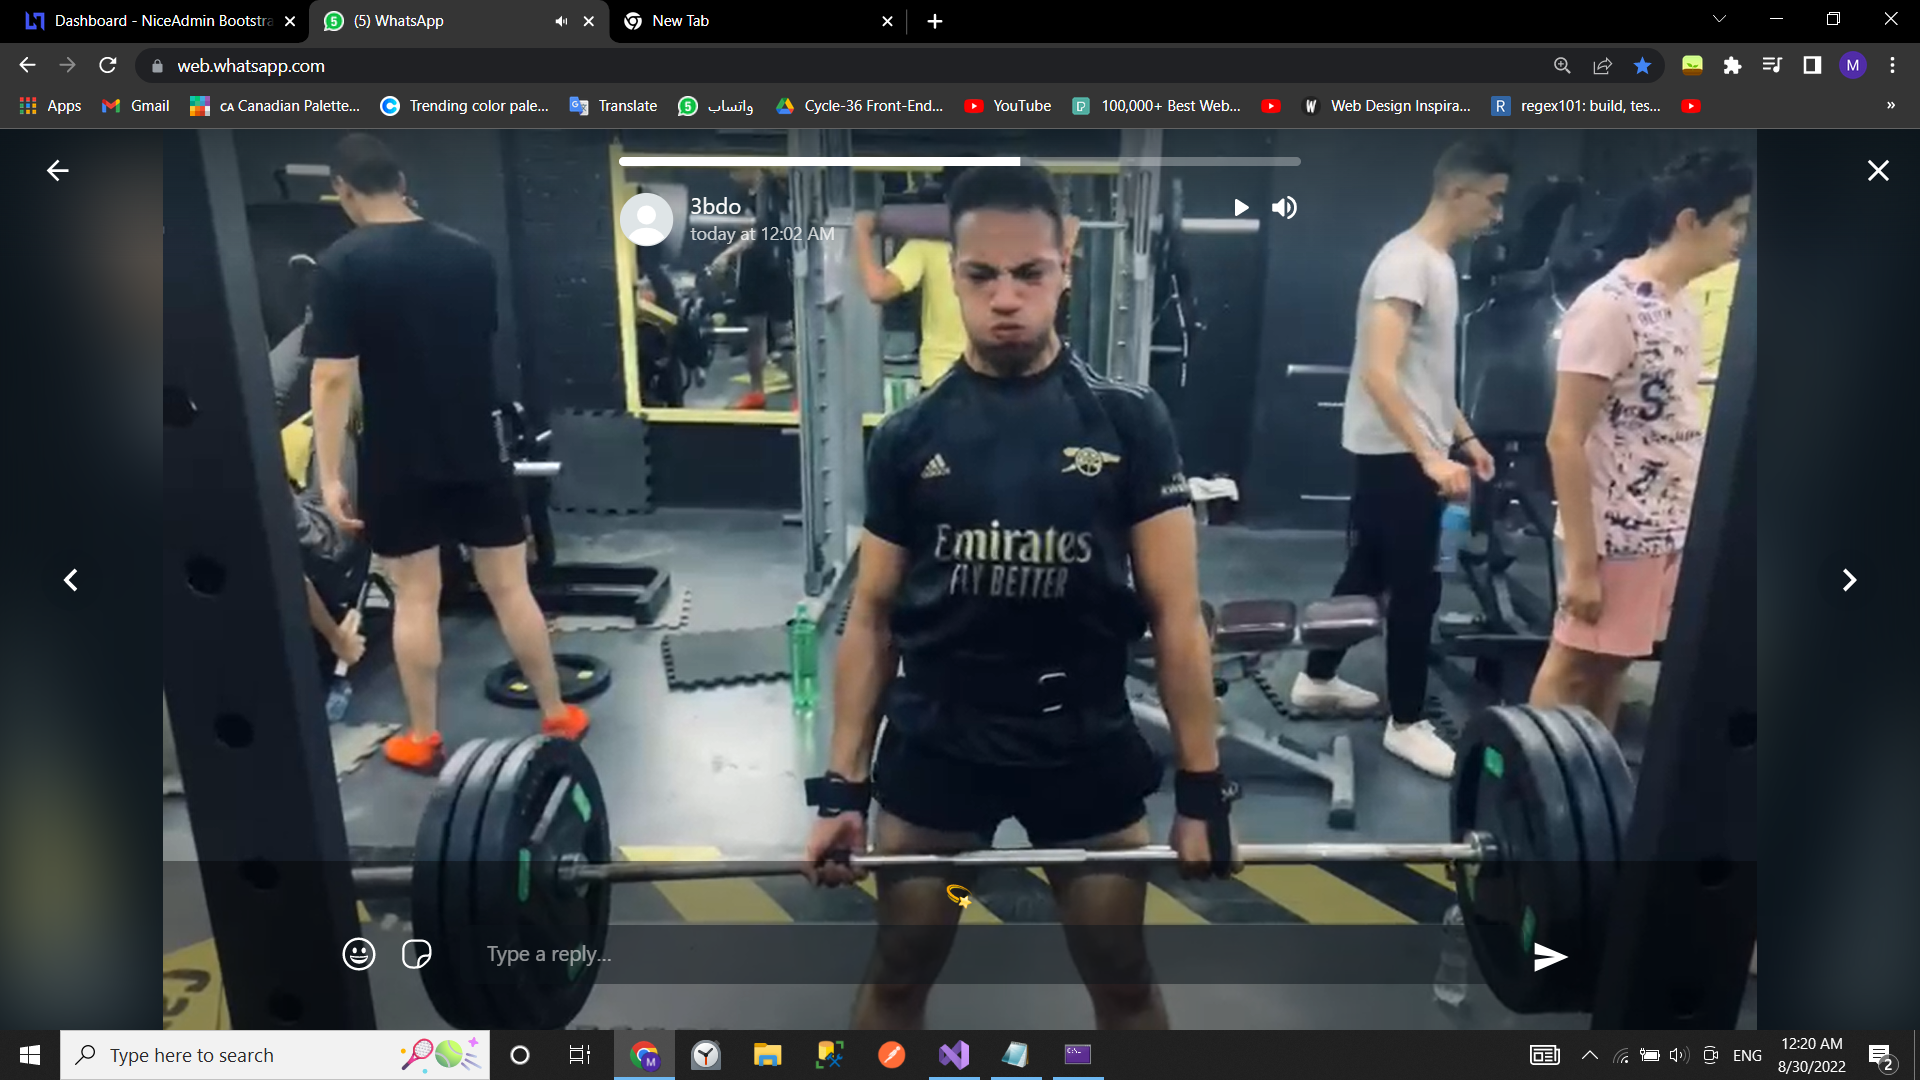 Dashboard - NiceAdmin Bootstra
(5) WhatsApp
New Tab
web.whatsapp.com
M
Apps
Gmail
CA Canadian Palette...
Trending color pale...
Translate
5 واتساب
Cycle-36 Front-End...
YouTube
100,000+ Best Web...
W Web Design Inspira...
R regex101: build, tes...
»
3bdo
today at 12:02 AM
adidas
Emirates
FLY BETTER
S
Type a reply...
Type here to search
ENG
12:20 AM
8/30/2022
2